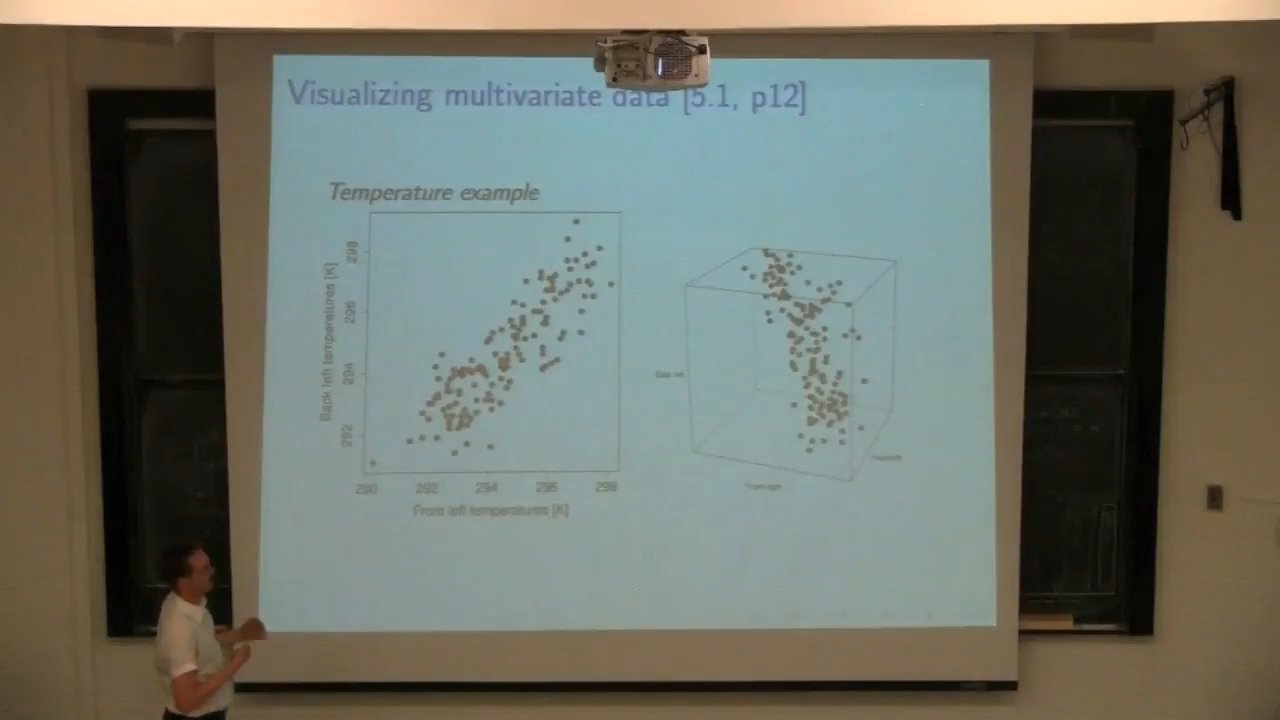 Visualizing multivariate data [5.1, p12]
Temperature example
Back left temperatures [K]
298
296
294
292
290 292 294 296 298
Front left temperatures [K]